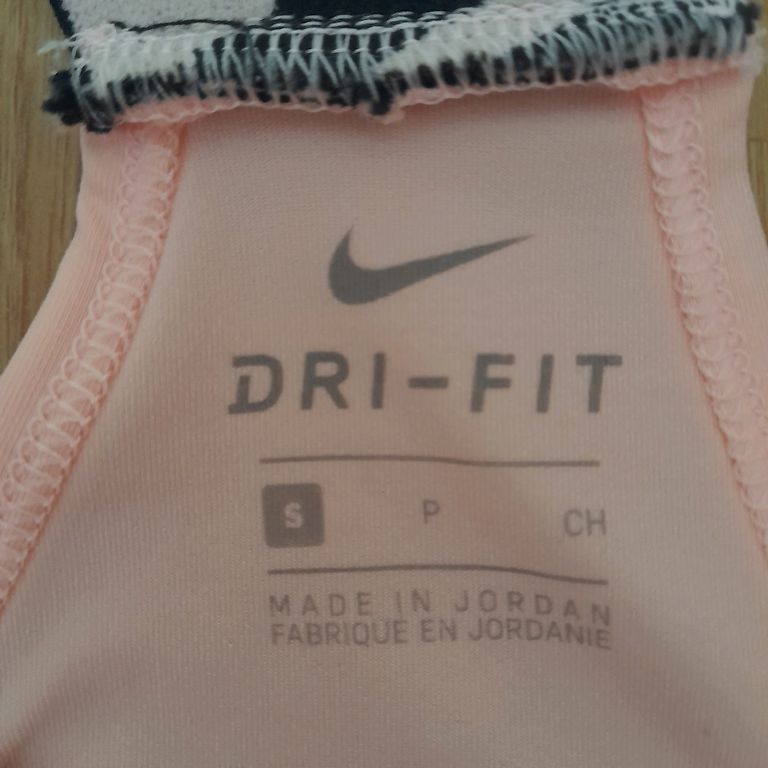 DRI-FIT
S P CH
MADE IN JORDAN
FABRIQUE EN JORDANIE